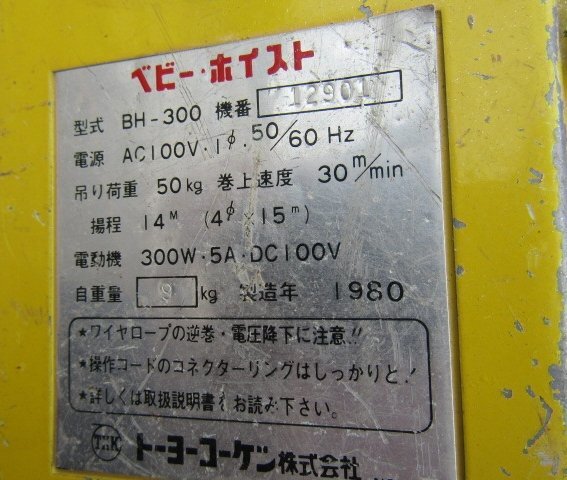 ベビー・ホイスト
型式 BH-300 機番 12901
電源 AC100V・1φ・50/60 Hz
吊り荷重 50kg 巻上速度 30m/min
揚程 14M (4φ×15m)
電動機 300W・5A・DC100V
自重量 9 kg 製造年 1980
★ワイヤロープの逆巻・電圧降下に注意!!
★操作コードのコネクターリングはしっかりと!
★詳しくは取扱説明書をお読み下さい。
THK トーヨーコーケン株式会社